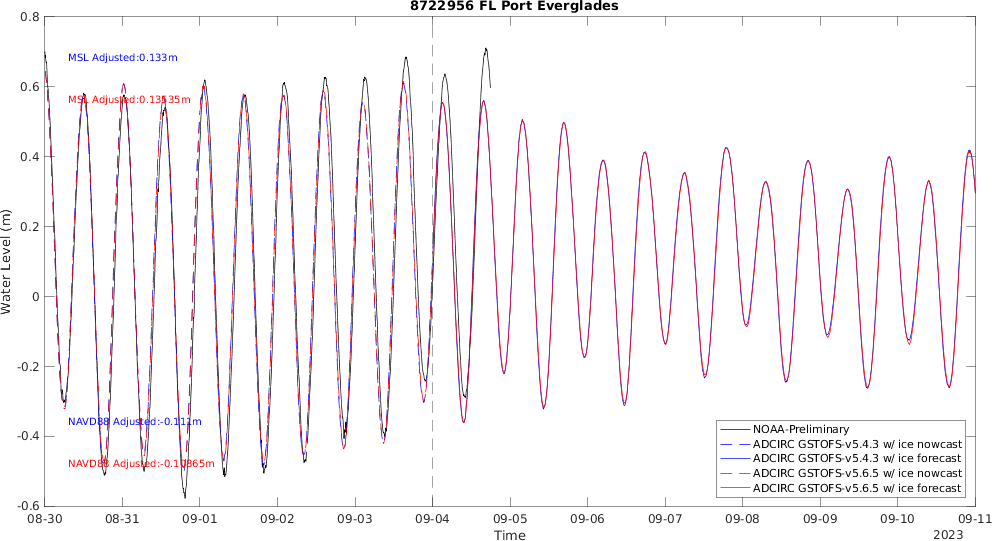 8722956 FL Port Everglades
0.8
0.6
0.4
0.2
0
-0.2
-0.4
-0.6
Water Level (m)
MSL Adjusted:0.133m
MSL Adjusted:0.13535m
NAVD88 Adjusted:-0.111m
NAVD88 Adjusted:-0.10865m
NOAA-Preliminary
ADCIRC GSTOFS-v5.4.3 w/ ice nowcast
ADCIRC GSTOFS-v5.4.3 w/ ice forecast
ADCIRC GSTOFS-v5.6.5 w/ ice nowcast
ADCIRC GSTOFS-v5.6.5 w/ ice forecast
08-30 08-31 09-01 09-02 09-03 09-04 09-05 09-06 09-07 09-08 09-09 09-10 09-11
Time
2023